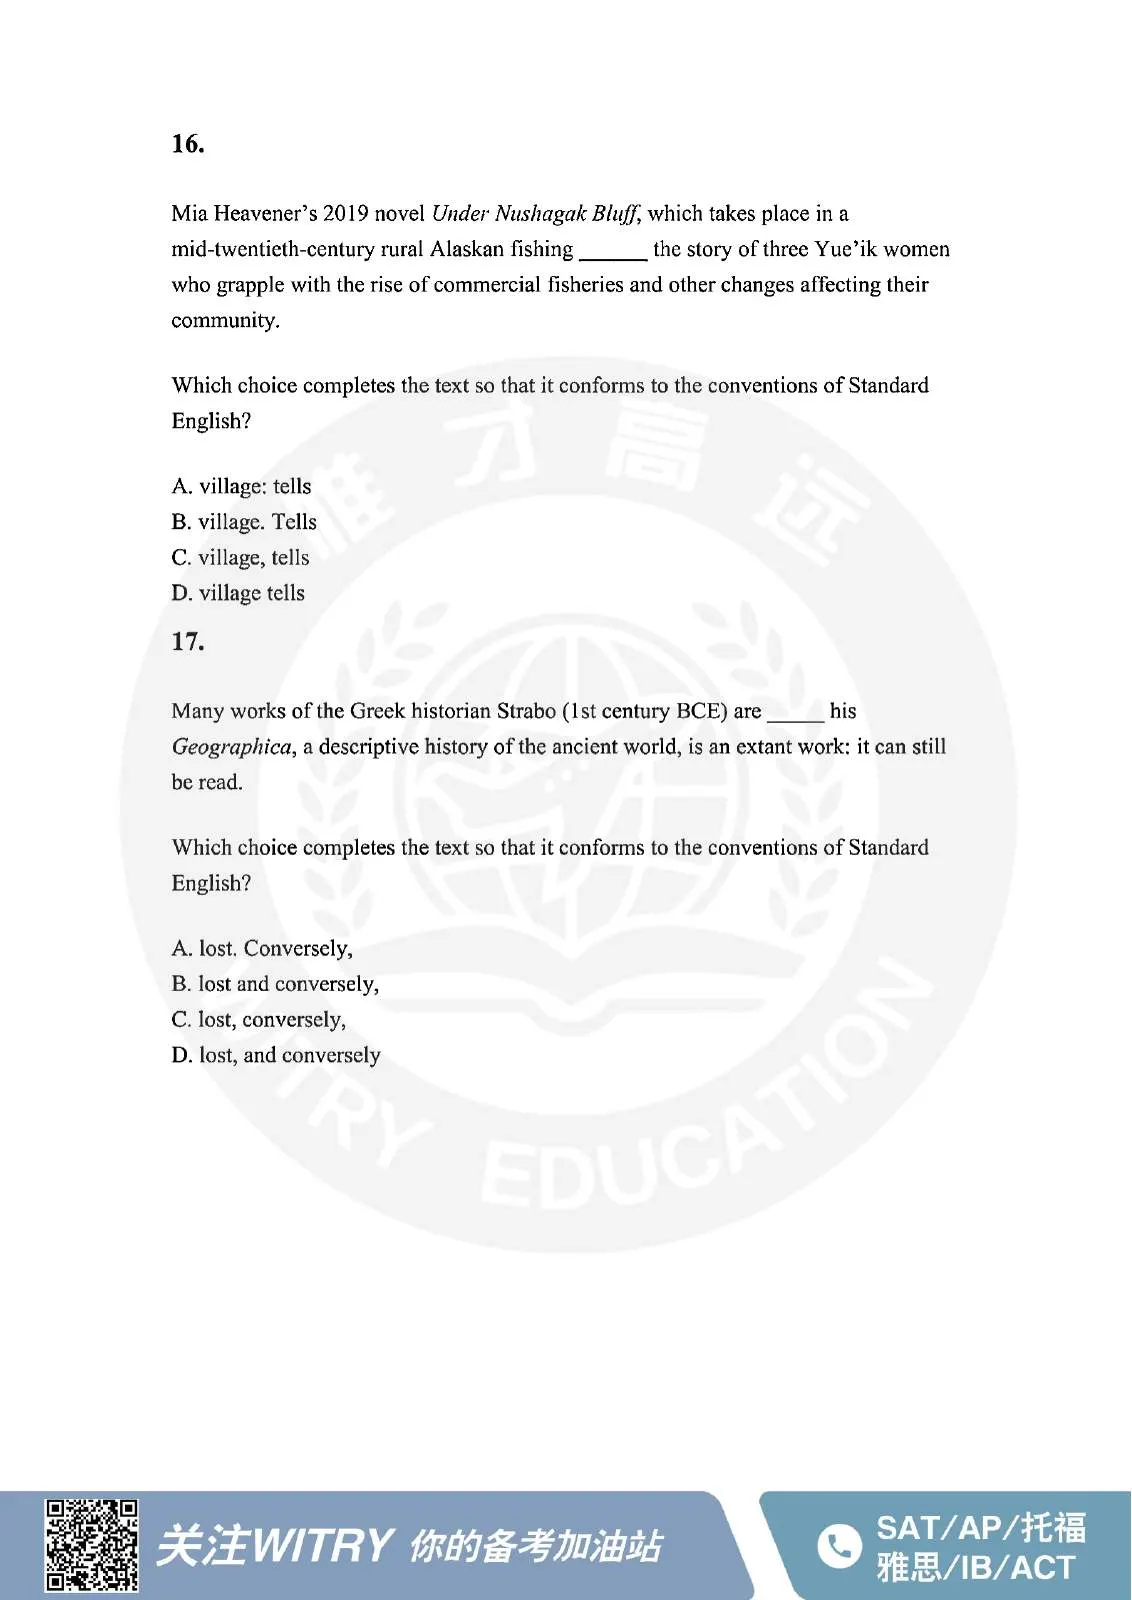 16.
Mia Heavener’s 2019 novel Under Nushagak Bluff, which takes place in a
mid-twentieth-century rural Alaskan fishing ______ the story of three Yue’ik women
who grapple with the rise of commercial fisheries and other changes affecting their
community.
Which choice completes the text so that it conforms to the conventions of Standard
English?
A. village: tells
B. village. Tells
C. village, tells
D. village tells
17.
Many works of the Greek historian Strabo (1st century BCE) are _____ his
Geographica, a descriptive history of the ancient world, is an extant work: it can still
be read.
Which choice completes the text so that it conforms to the conventions of Standard
English?
A. lost. Conversely,
B. lost and conversely,
C. lost, conversely,
D. lost, and conversely
惟才高远
WITRY EDUCATION
关注WITRY 你的备考加油站
SAT/AP/托福
雅思/IB/ACT